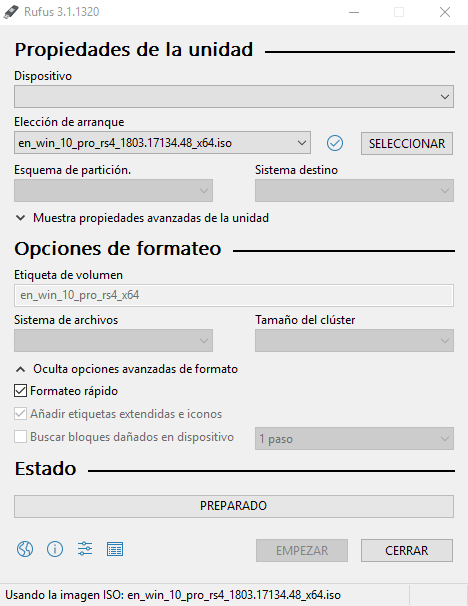 Rufus 3.1.1320
Propiedades de la unidad
Dispositivo
Elección de arranque
en_win_10_pro_rs4_1803.17134.48_x64.iso
SELECCIONAR
Esquema de partición.
Sistema destino
Muestra propiedades avanzadas de la unidad
Opciones de formateo
Etiqueta de volumen
en_win_10_pro_rs4_x64
Sistema de archivos
Tamaño del clúster
Oculta opciones avanzadas de formato
Formateo rápido
Añadir etiquetas extendidas e iconos
Buscar bloques dañados en dispositivo
1 paso
Estado
PREPARADO
EMPEZAR
CERRAR
Usando la imagen ISO: en_win_10_pro_rs4_1803.17134.48_x64.iso